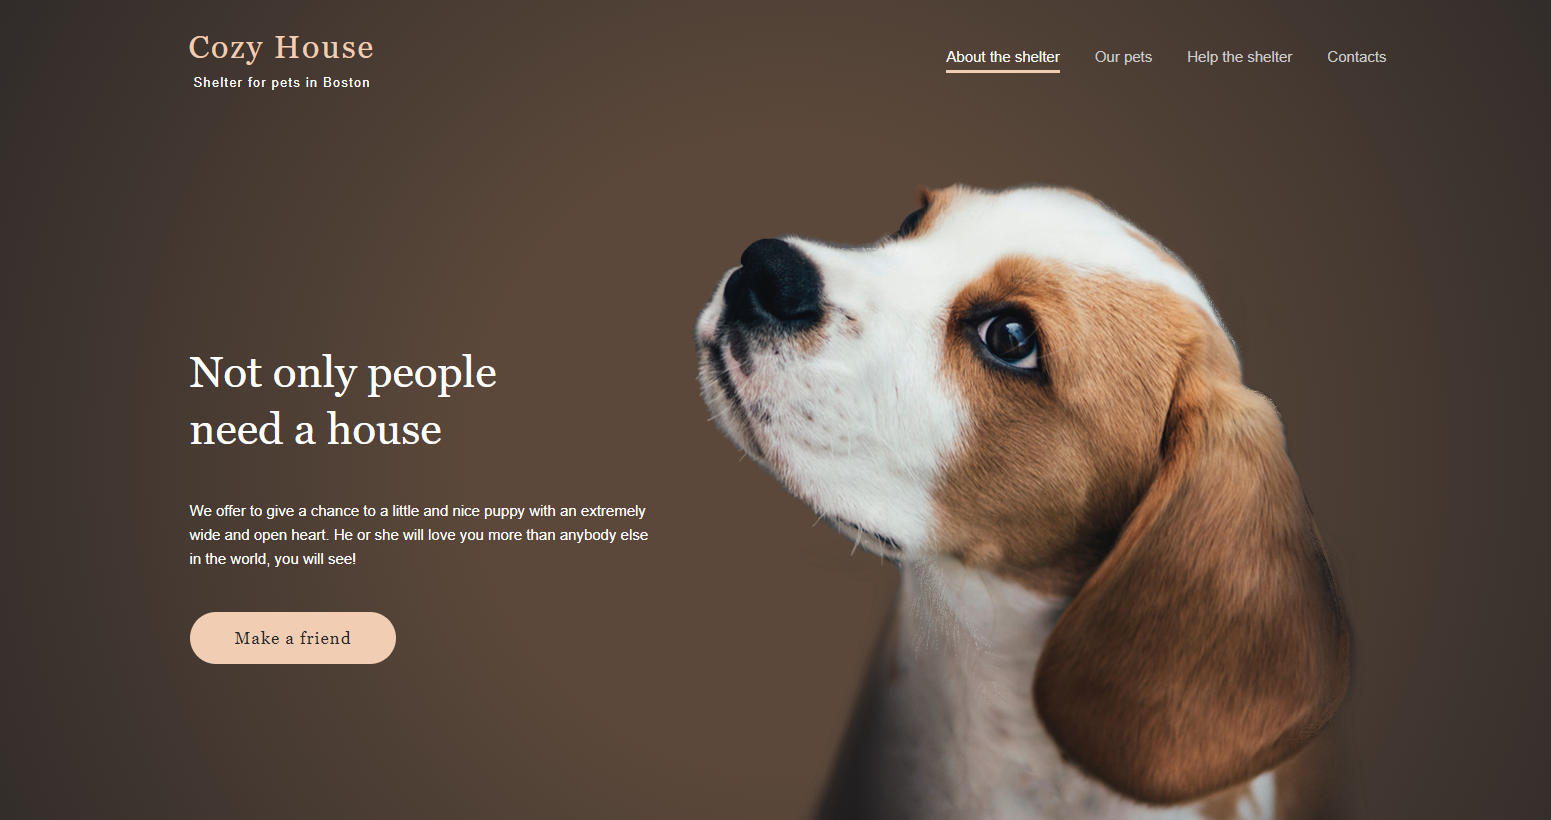 Cozy House
Shelter for pets in Boston
About the shelter
Our pets
Help the shelter
Contacts
Not only people
need a house
We offer to give a chance to a little and nice puppy with an extremely
wide and open heart. He or she will love you more than anybody else
in the world, you will see!
Make a friend